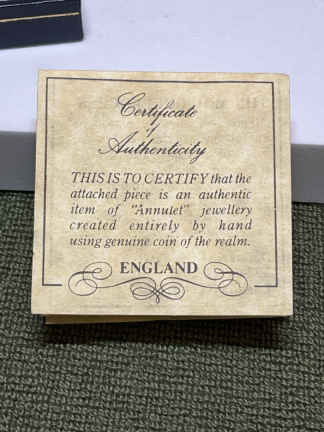 Certificate
of
Authenticity
THIS IS TO CERTIFY that the
attached piece is an authentic
item of "Annulet" jewellery
created entirely by hand
using genuine coin of the realm.
ENGLAND